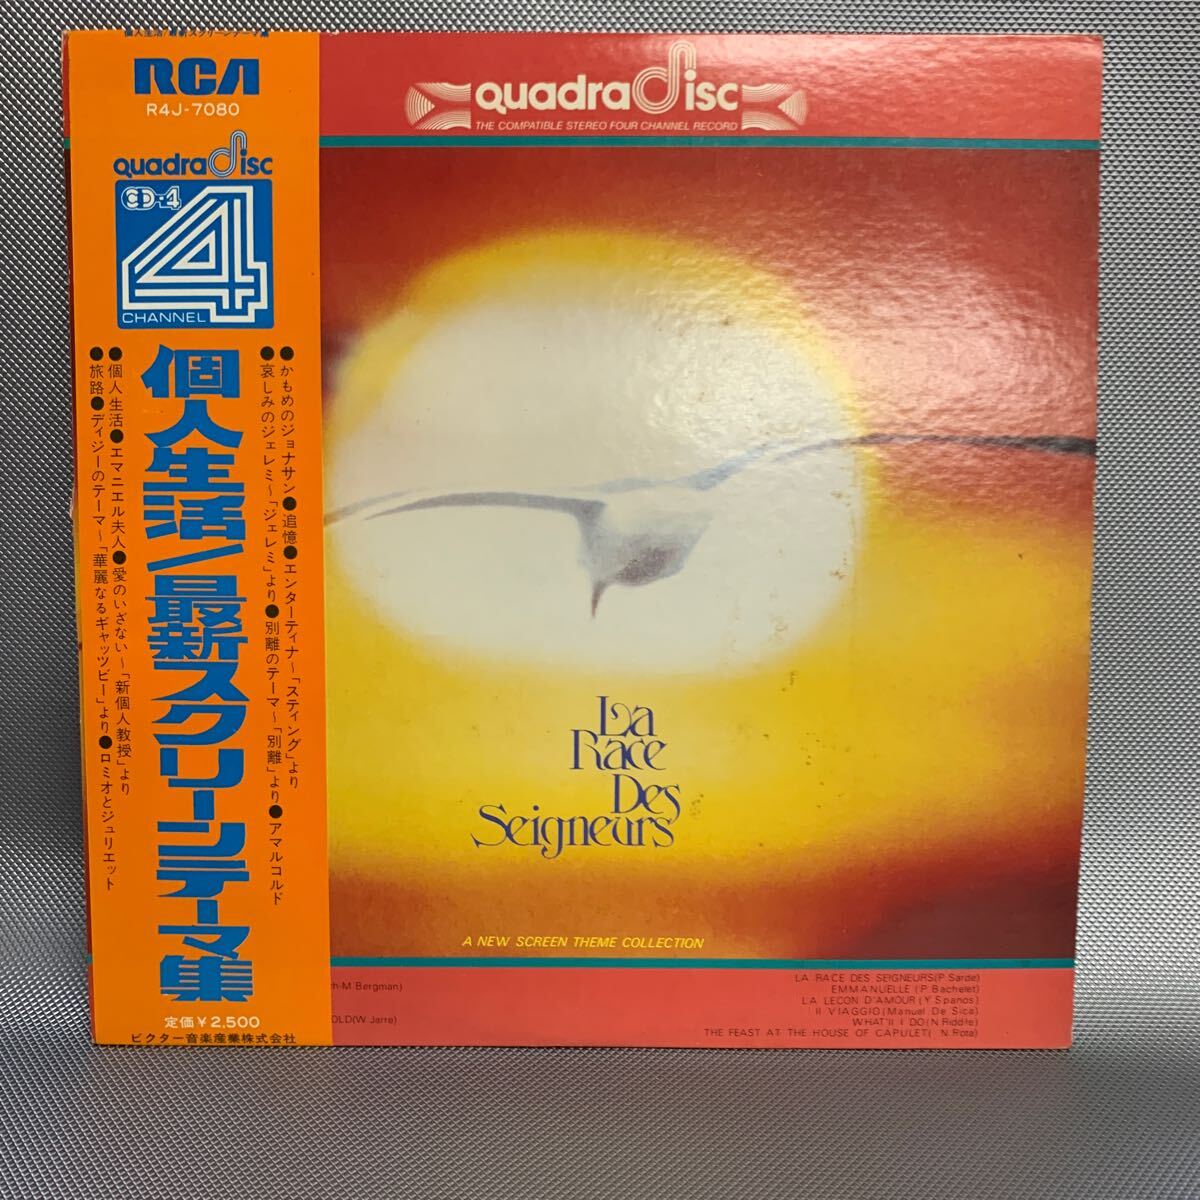 RCA
R4J-7080
quadradisc
CD-4
4
CHANNEL
個人生活/最新スクリーンテーマ集
●かもめのジョナサン●追憶●エンターティナー〜「スティング」より
●哀しみのジェレミー〜「ジェレミー」より●別離のテーマ〜「別離」より●アマルコルド
●個人生活●エマニエル夫人●愛のいざない〜「新個人教授」より
●旅路●ディジーのテーマ〜「華麗なるギャッツビー」より●ロミオとジュリエット
定価¥2,500
ビクター音楽産業株式会社
quadradisc
THE COMPATIBLE STEREO FOUR CHANNEL RECORD
La
Race
Des
Seigneurs
A NEW SCREEN THEME COLLECTION
ch-M Bergman)
OLD(W Jarre)
LA RACE DES SEIGNEURS(P Sarde)
EMMANUELLE (P Bachelet)
LA LECON D'AMOUR (Y Spanos)
Il VIAGGIO(Manuel De Sica)
WHAT'll I DO(N Riddle)
THE FEAST AT THE HOUSE OF CAPULET( N.Rota)